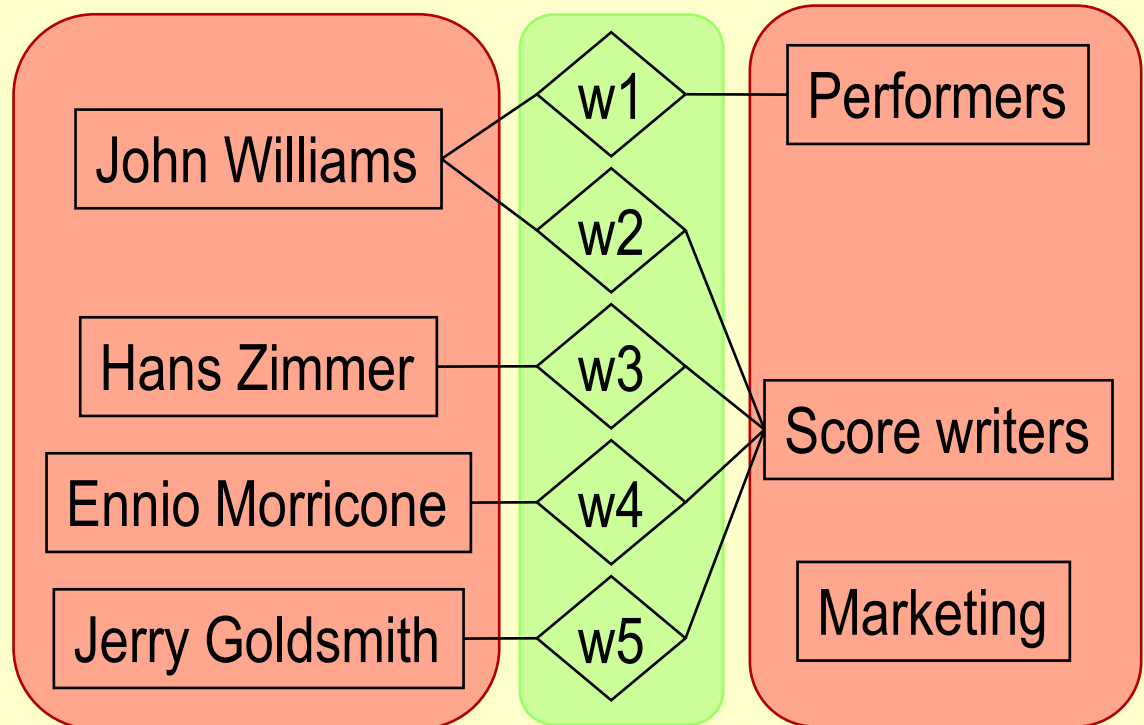 John Williams
Hans Zimmer
Ennio Morricone
Jerry Goldsmith
w1
w2
w3
w4
w5
Performers
Score writers
Marketing